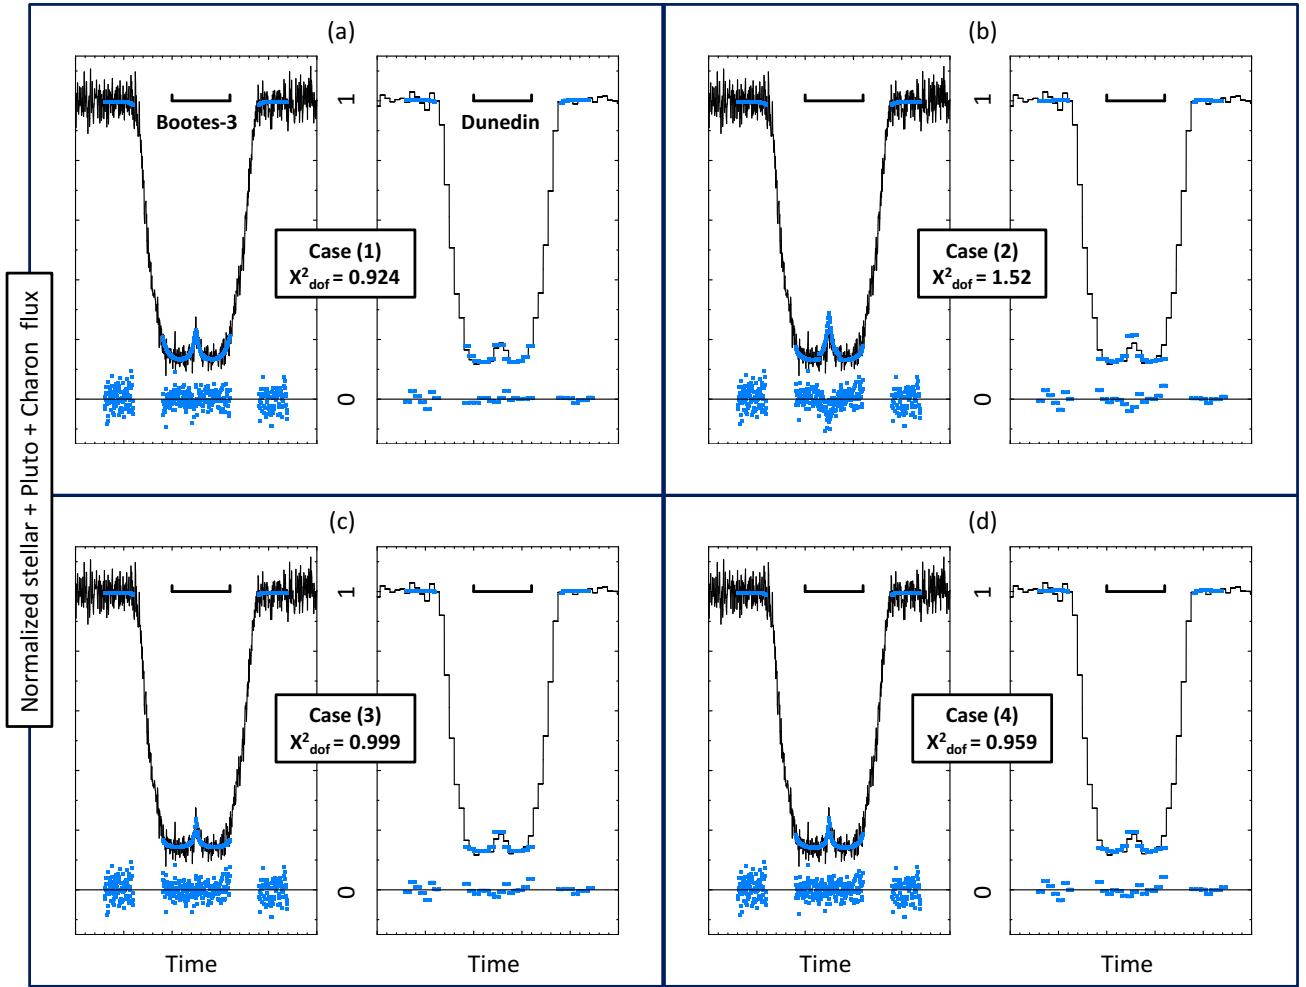 Normalized stellar + Pluto + Charon flux
(a)
1
Bootes-3
Dunedin
Case (1)
X²dof = 0.924
0
(b)
1
Case (2)
X²dof = 1.52
0
(c)
1
Case (3)
X²dof = 0.999
0
Time
Time
(d)
1
Case (4)
X²dof = 0.959
0
Time
Time